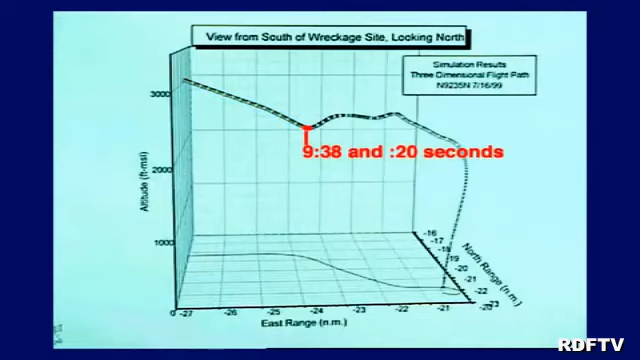 View from South of Wreckage Site, Locking North
Simulation Results
Three Dimensional Flight Path
N9235N 7/16/99
3000
2000
1000
0
Altitude (ft-msl)
9:38 and :20 seconds
-16
-17
-18
-19
-20
-21
-22
-23
North Range (n.m.)
-27
-26
-25
-24
-23
-22
-21
-20
East Range (n.m.)
RDFTV